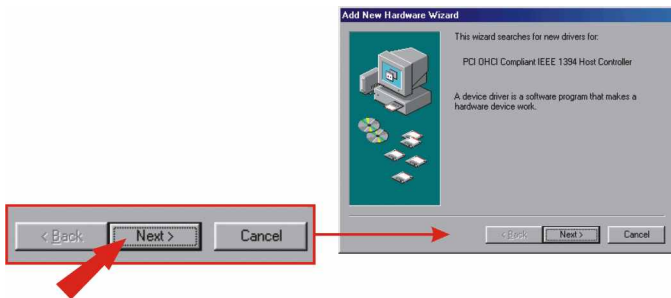 Add New Hardware Wizard
This wizard searches for new drivers for:
PCI OHCI Compliant IEEE 1394 Host Controller
A device driver is a software program that makes a
hardware device work.
< Back Next > Cancel
< Back Next > Cancel